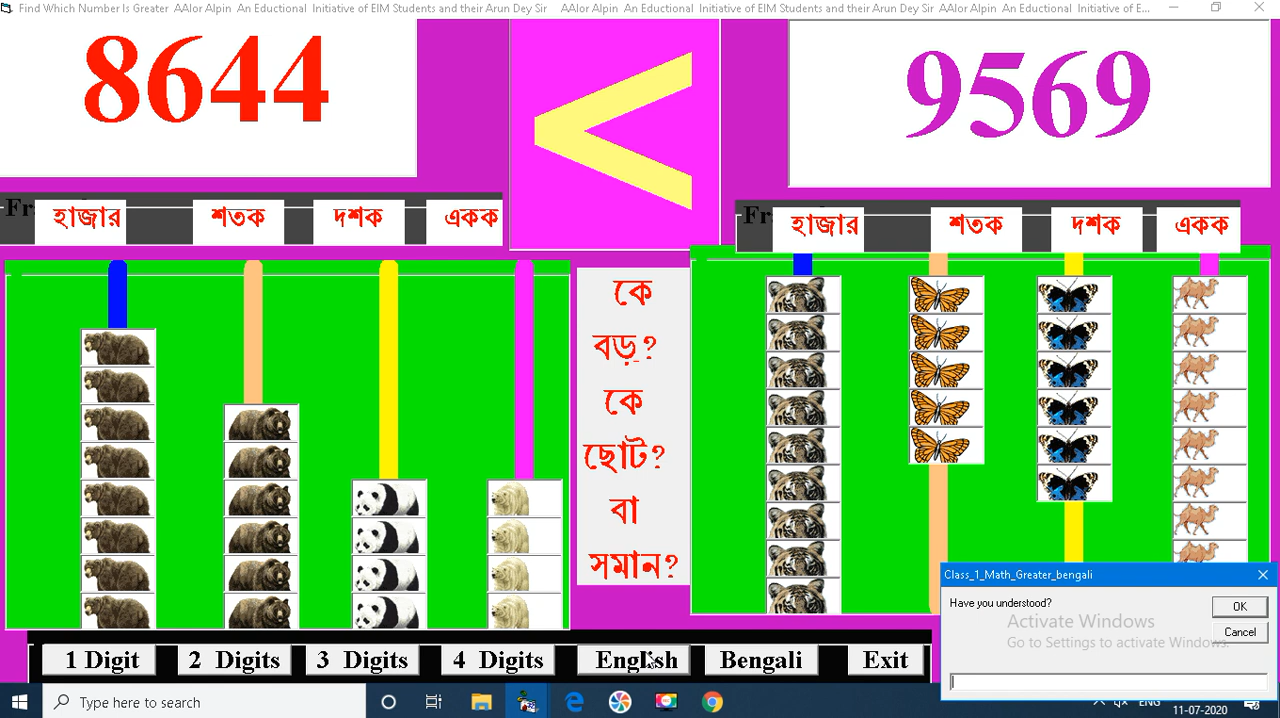 Find Which Number Is Greater AAlor Alpin An Eductional Initiative of EIM Students and their Arun Dey Sir AAlor Alpin An Eductional Initiative of EIM Students and their Arun Dey Sir AAlor Alpin An Eductional Initiative of E...
8644
<
9569
হাজার শতক দশক একক
হাজার শতক দশক একক
কে
বড়?
কে
ছোট?
বা
সমান?
Class_1_Math_Greater_bengali
Have you understood?
OK
Cancel
Activate Windows
Go to Settings to activate Windows.
1 Digit 2 Digits 3 Digits 4 Digits English Bengali Exit
Type here to search
ENG
11-07-2020